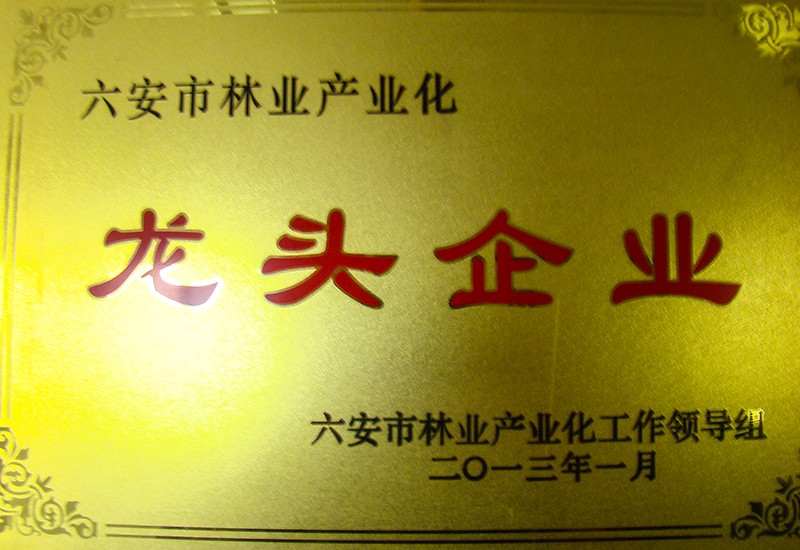 六安市林业产业化
龙头企业
六安市林业产业化工作领导组
二〇一三年一月